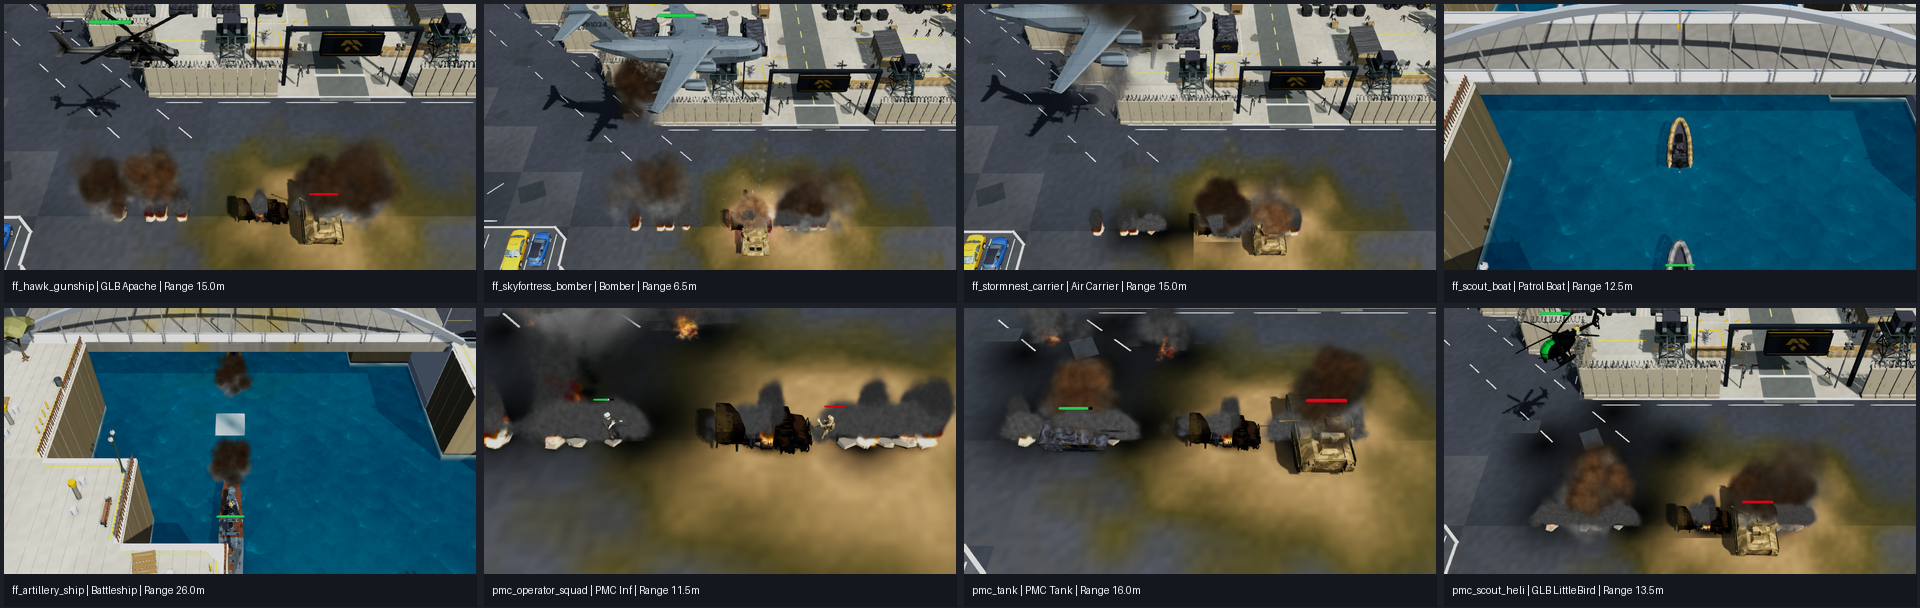 ff_hawk_gunship | GLB Apache | Range 15.0m
ff_skyfortress_bomber | Bomber | Range 6.5m
ff_stormnest_carrier | Air Carrier | Range 15.0m
ff_scout_boat | Patrol Boat | Range 12.5m
ff_artillery_ship | Battleship | Range 26.0m
pmc_operator_squad | PMC Inf | Range 11.5m
pmc_tank | PMC Tank | Range 16.0m
pmc_scout_heli | GLB LittleBird | Range 13.5m